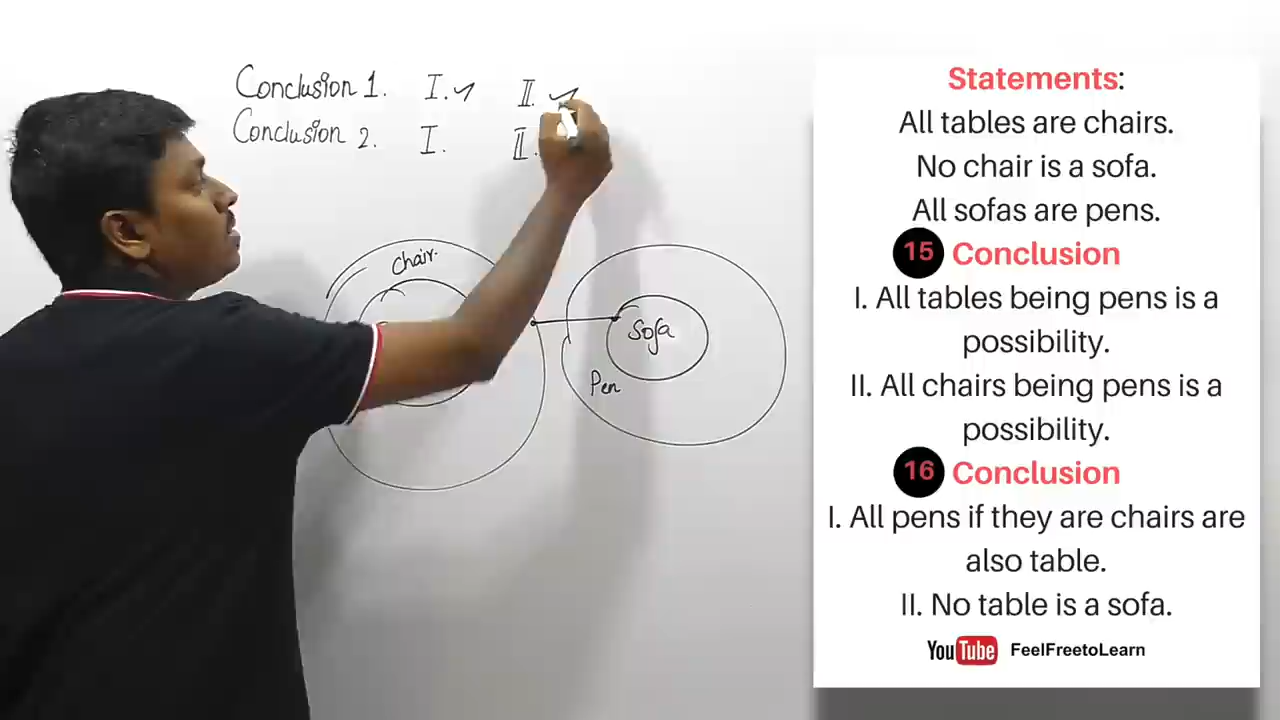 Conclusion 1. I. II.
Conclusion 2. I. II.
Chair.
Sofa
Pen
Statements:
All tables are chairs.
No chair is a sofa.
All sofas are pens.
15 Conclusion
I. All tables being pens is a
possibility.
II. All chairs being pens is a
possibility.
16 Conclusion
I. All pens if they are chairs are
also table.
II. No table is a sofa.
YouTube FeelFreetoLearn